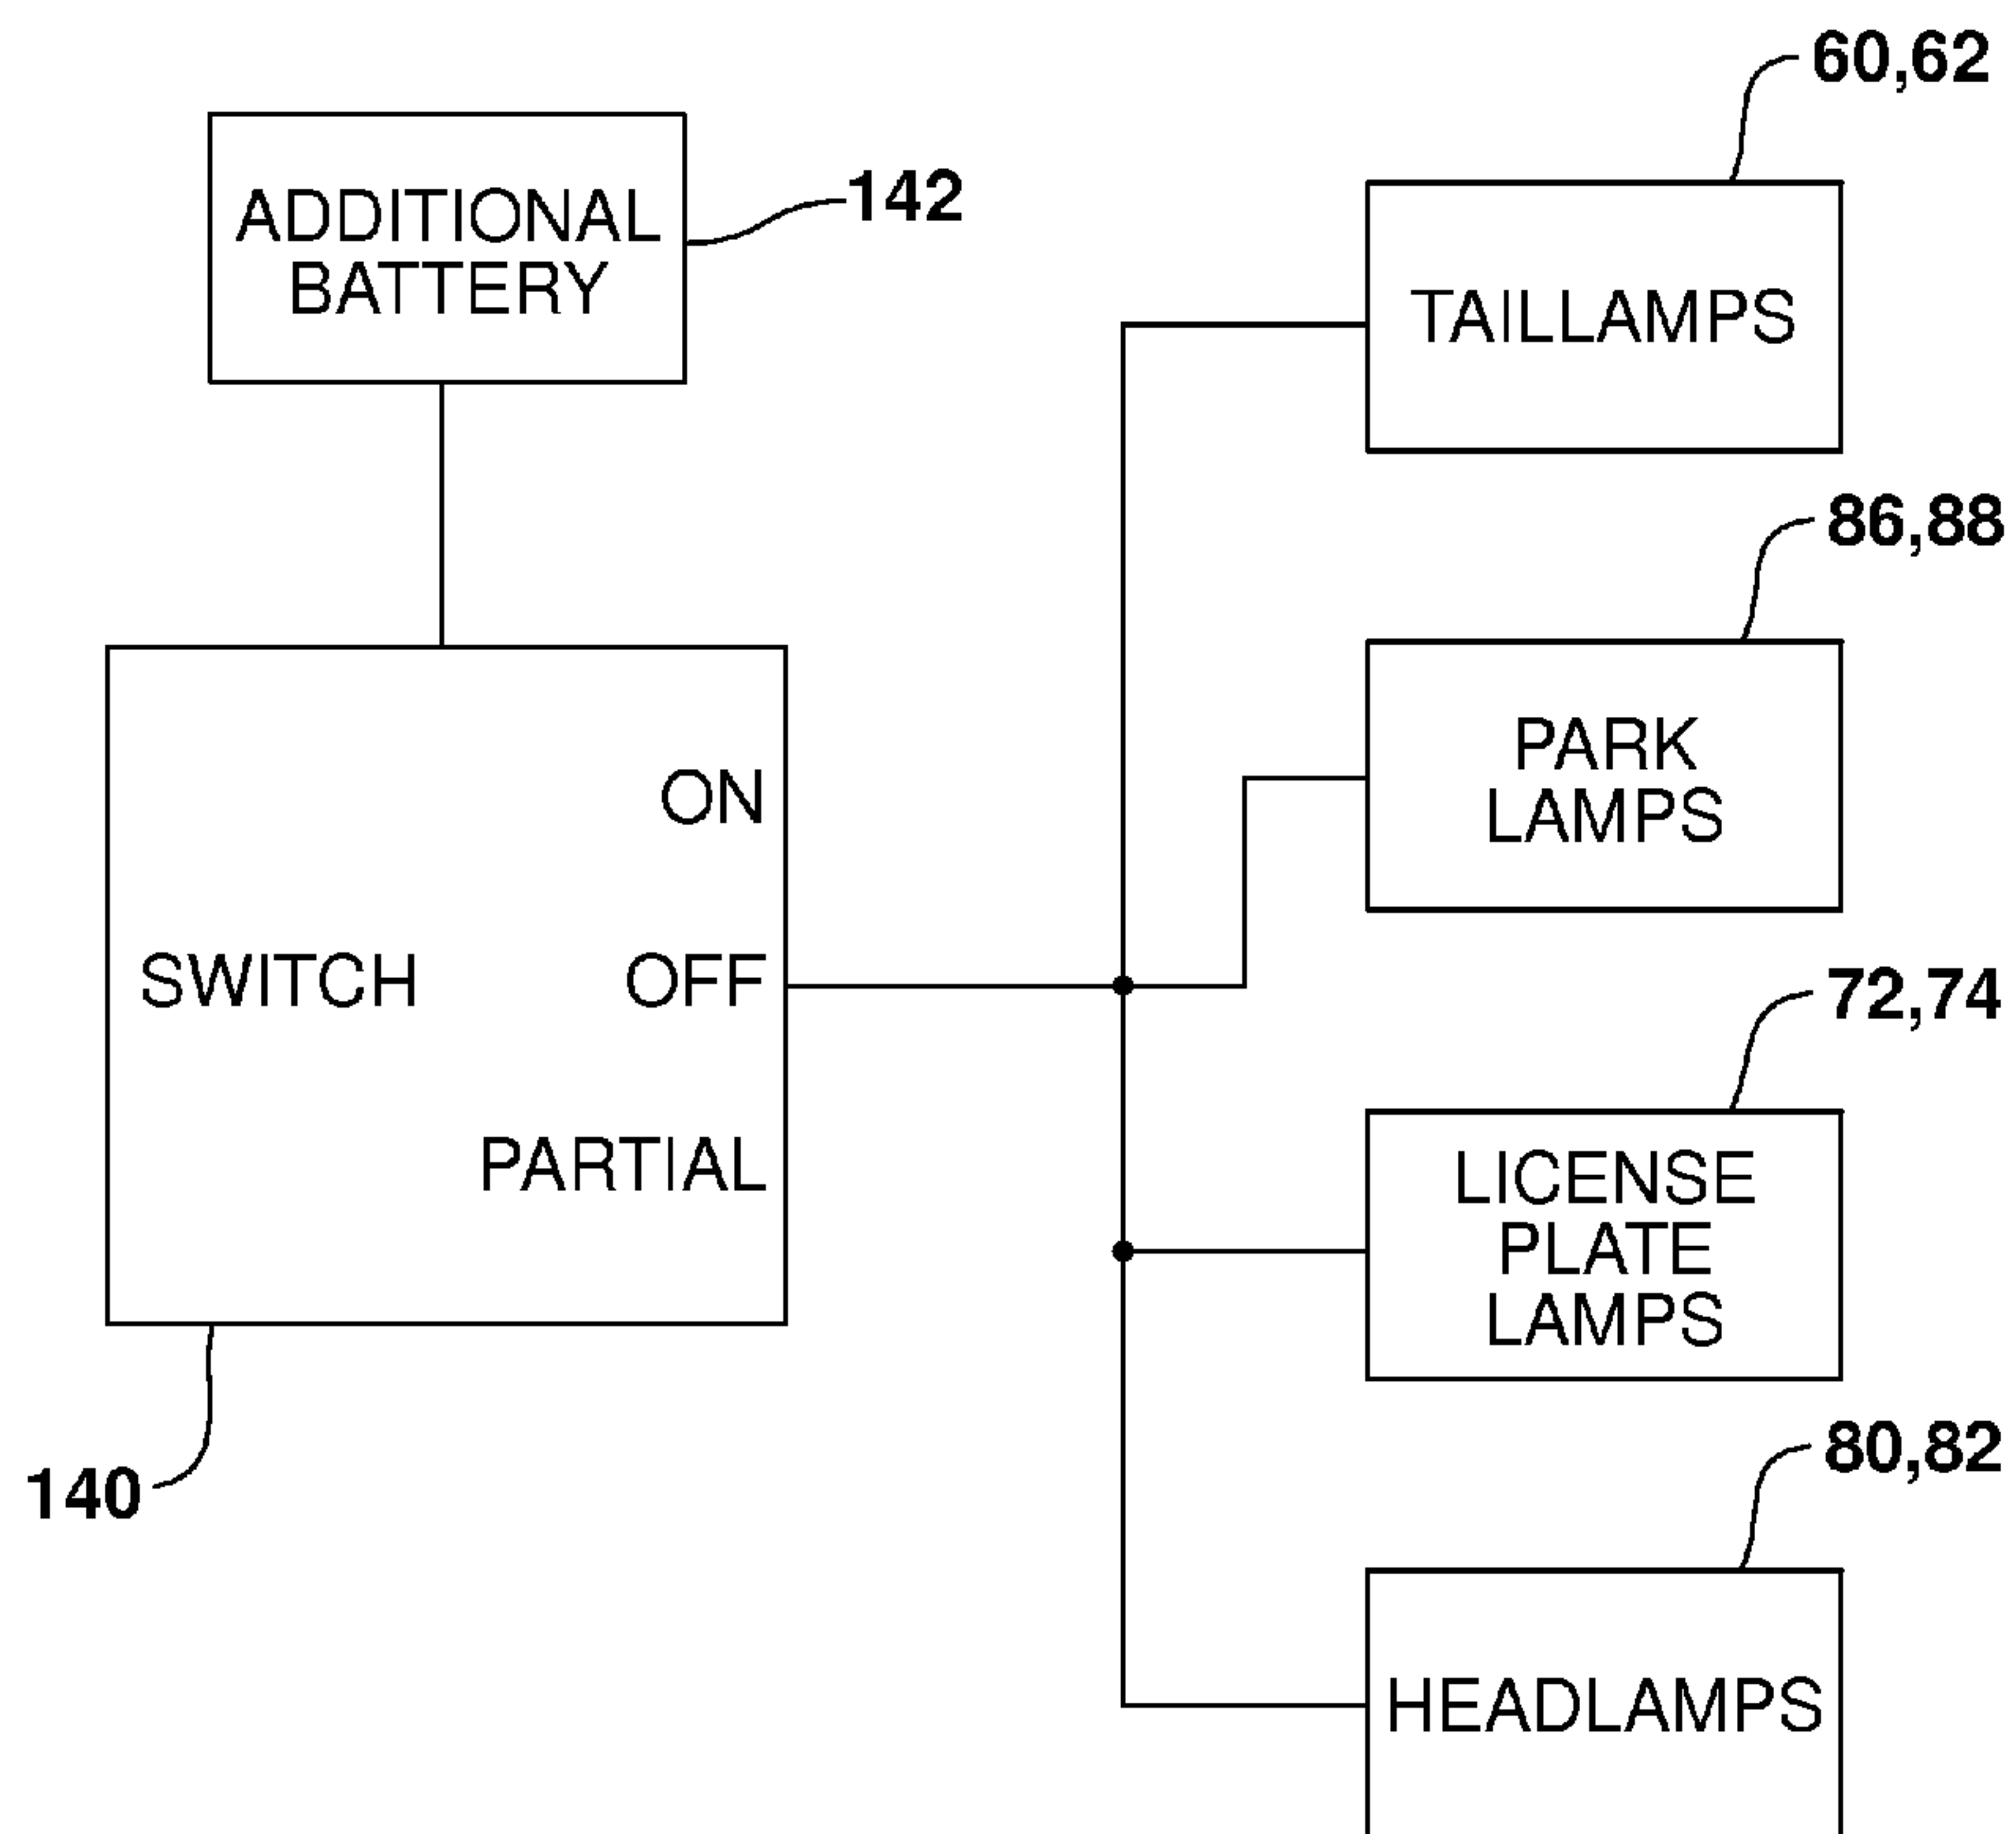 60,62
ADDITIONAL
BATTERY
142
TAILLAMPS
86,88
PARK
LAMPS
ON
SWITCH
OFF
PARTIAL
72,74
LICENSE
PLATE
LAMPS
140
80,82
HEADLAMPS